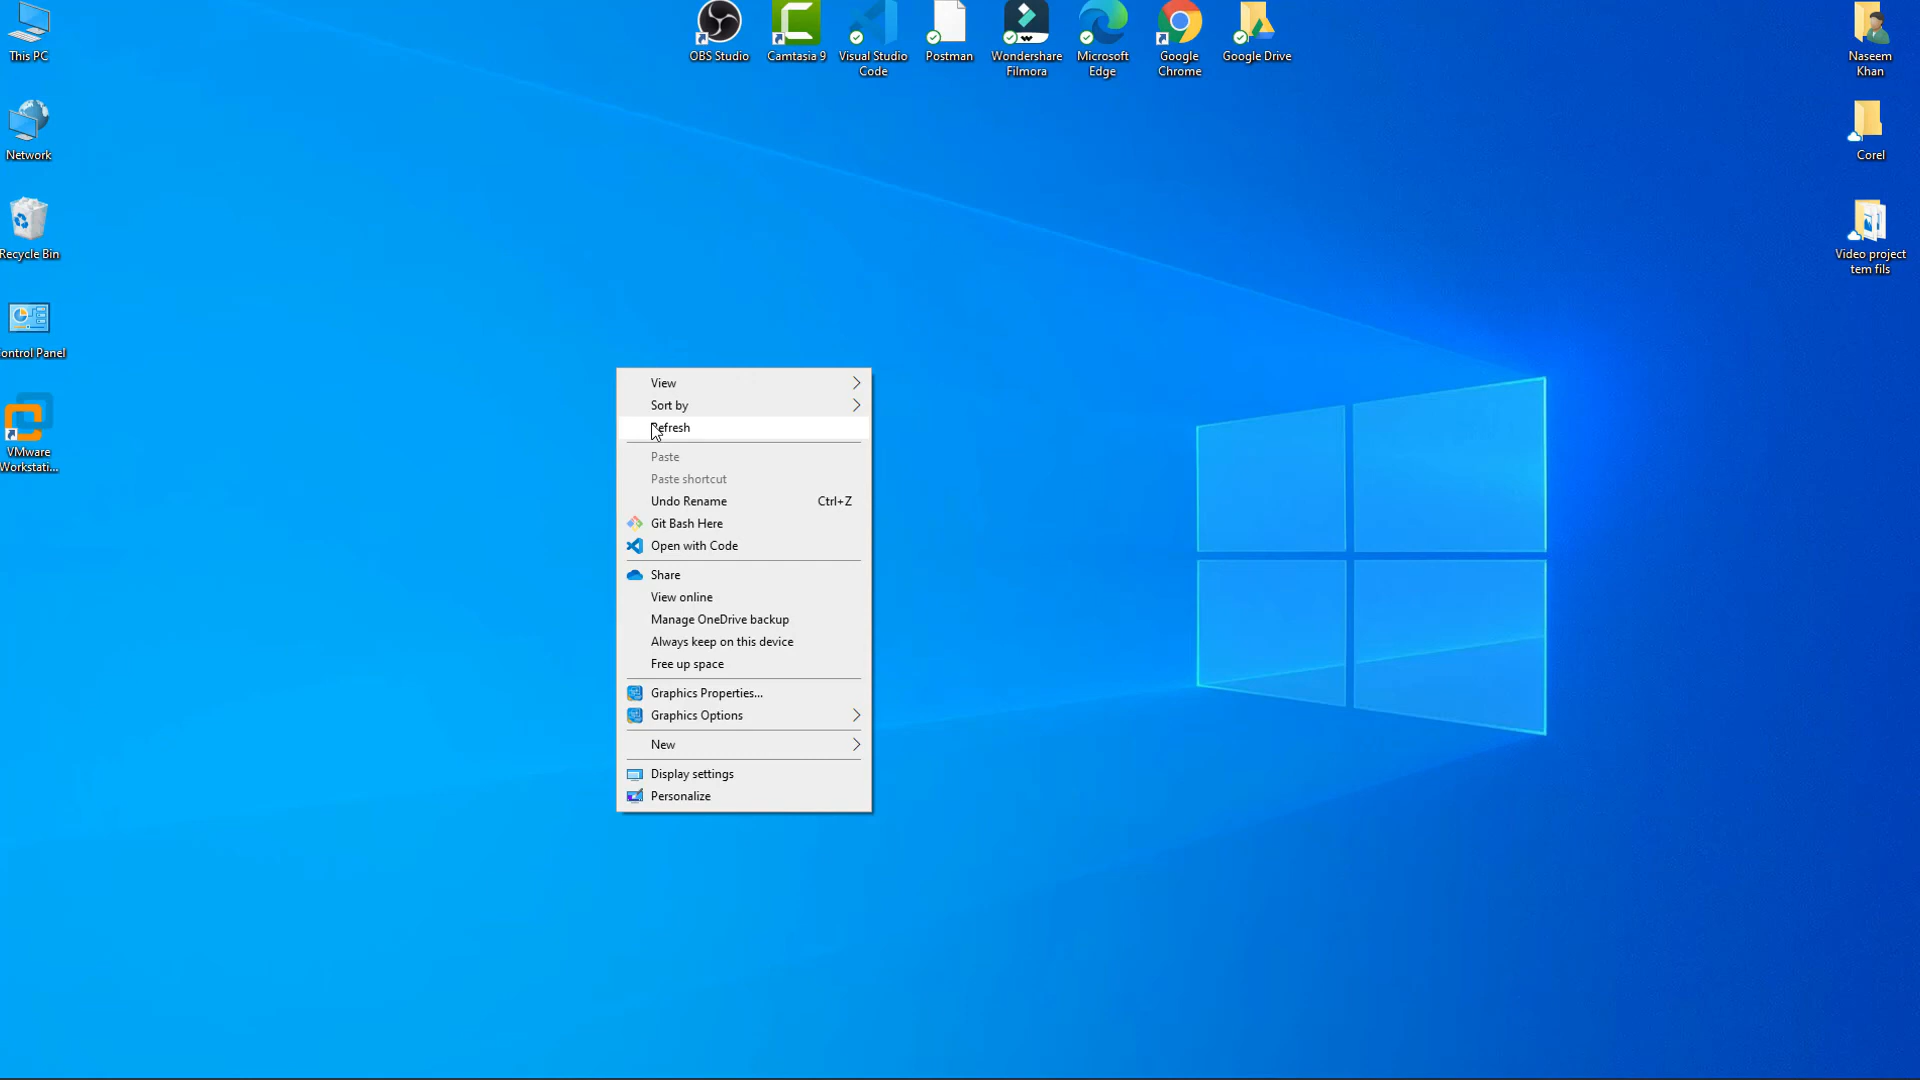 This PC
Network
Recycle Bin
ontrol Panel
VMware
Workstati...
OBS Studio
Camtasia 9
Visual Studio
Code
Postman
Wondershare
Filmora
Microsoft
Edge
Google
Chrome
Google Drive
Naseem
Khan
Corel
Video project
tem fils
View
Sort by
Refresh
Paste
Paste shortcut
Undo Rename Ctrl+Z
Git Bash Here
Open with Code
Share
View online
Manage OneDrive backup
Always keep on this device
Free up space
Graphics Properties...
Graphics Options
New
Display settings
Personalize